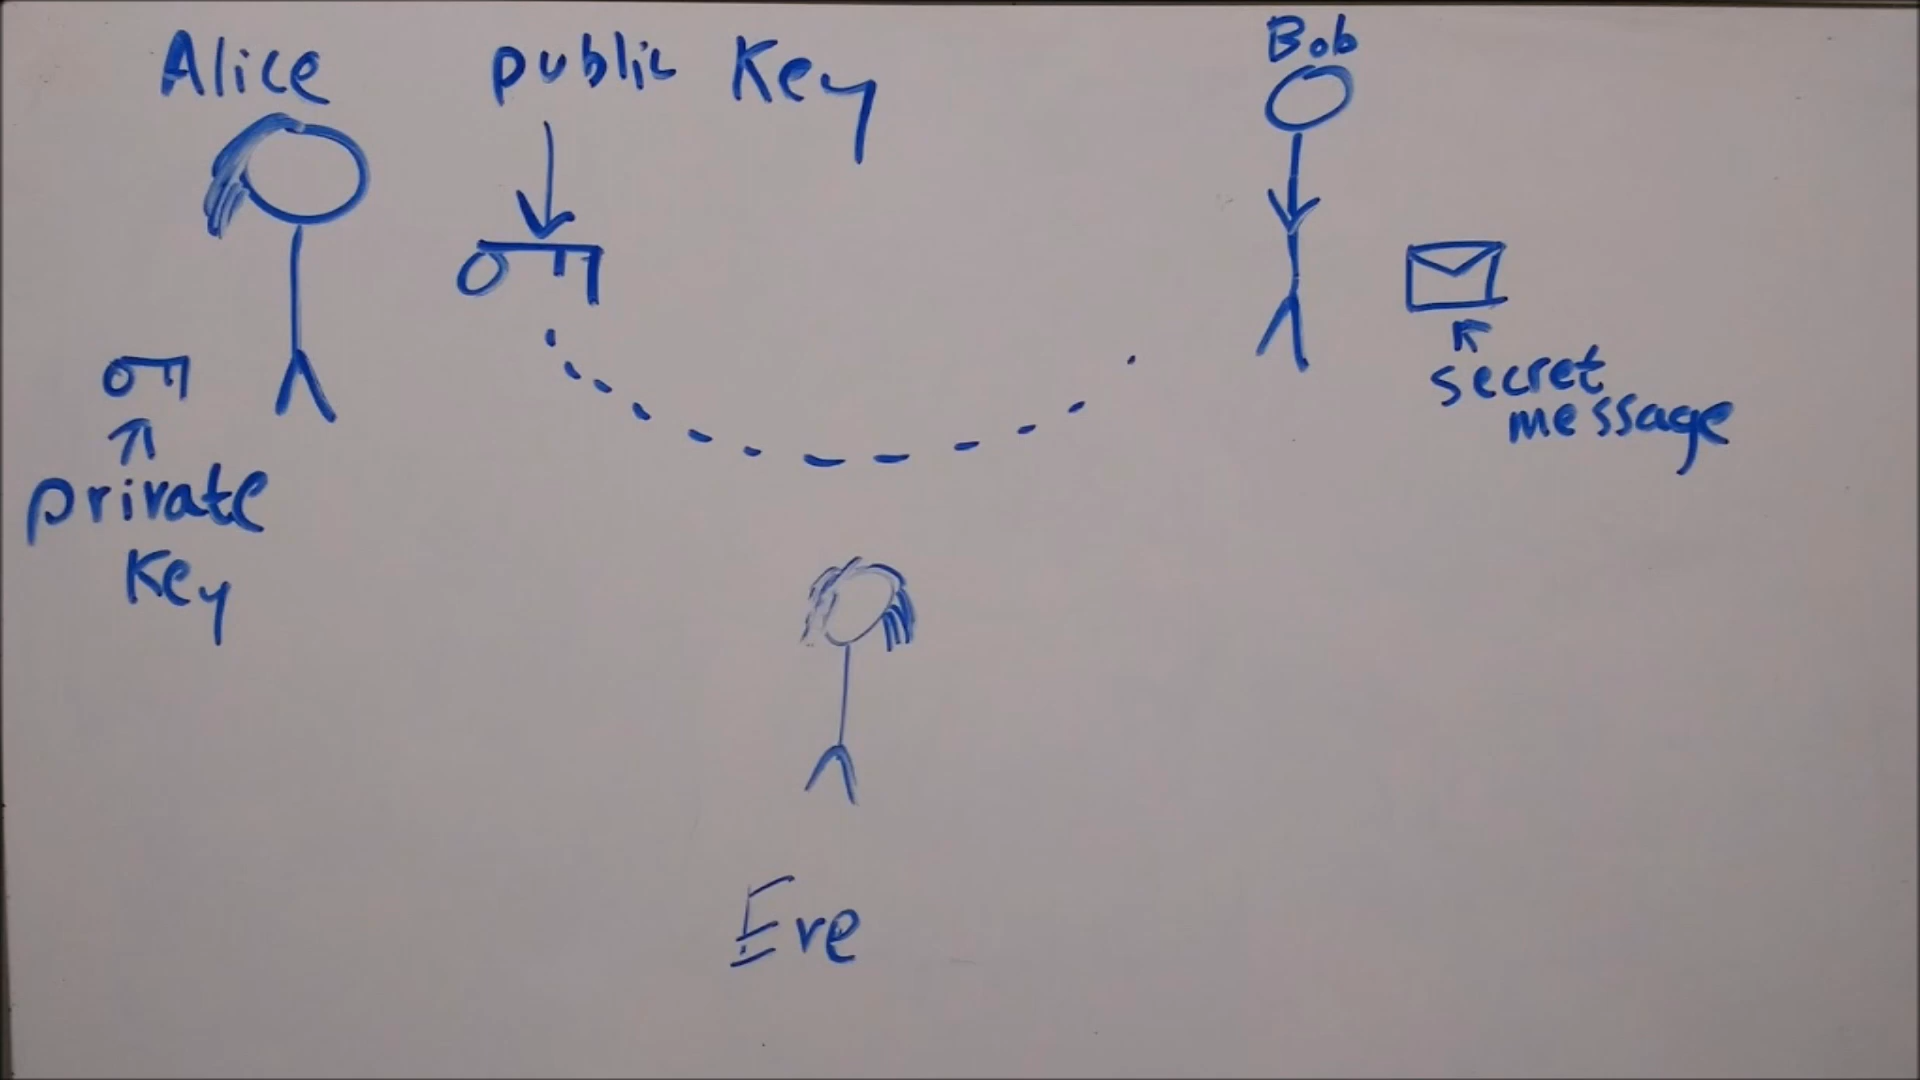 Alice
public Key
Bob
secret
message
private
Key
Eve